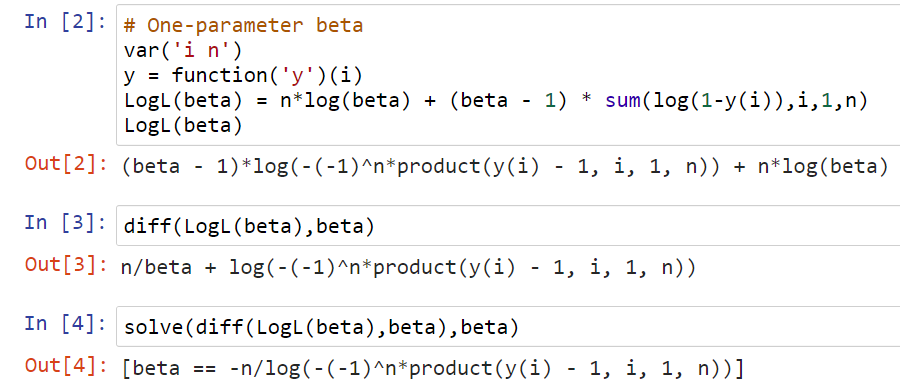 In [2]: # One-parameter beta
var('i n')
y = function('y')(i)
LogL(beta) = n*log(beta) + (beta - 1) * sum(log(1-y(i)),i,1,n)
LogL(beta)
Out[2]: (beta - 1)*log(-(-1)^n*product(y(i) - 1, i, 1, n)) + n*log(beta)
In [3]: diff(LogL(beta),beta)
Out[3]: n/beta + log(-(-1)^n*product(y(i) - 1, i, 1, n))
In [4]: solve(diff(LogL(beta),beta),beta)
Out[4]: [beta == -n/log(-(-1)^n*product(y(i) - 1, i, 1, n))]